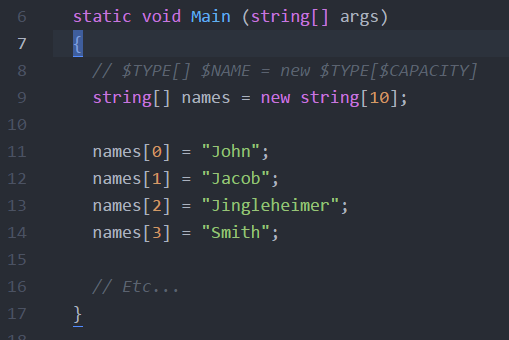 6 static void Main (string[] args)
7 {
8 // $TYPE[] $NAME = new $TYPE[$CAPACITY]
9 string[] names = new string[10];
10
11 names[0] = "John";
12 names[1] = "Jacob";
13 names[2] = "Jingleheimer";
14 names[3] = "Smith";
15
16 // Etc...
17 }
18